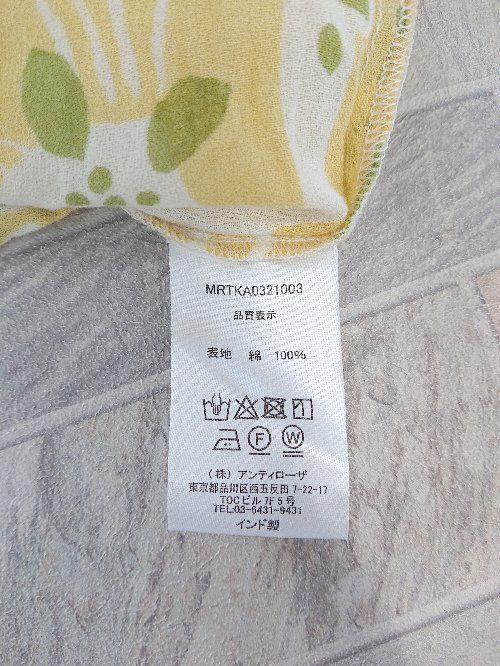 MRTKA0321003
品質表示
表地 綿 100%
F W
(株) アンティローザ
東京都品川区西五反田 7-22-17
TOCビル 7F 5号
TEL:03-6431-9431
インド製